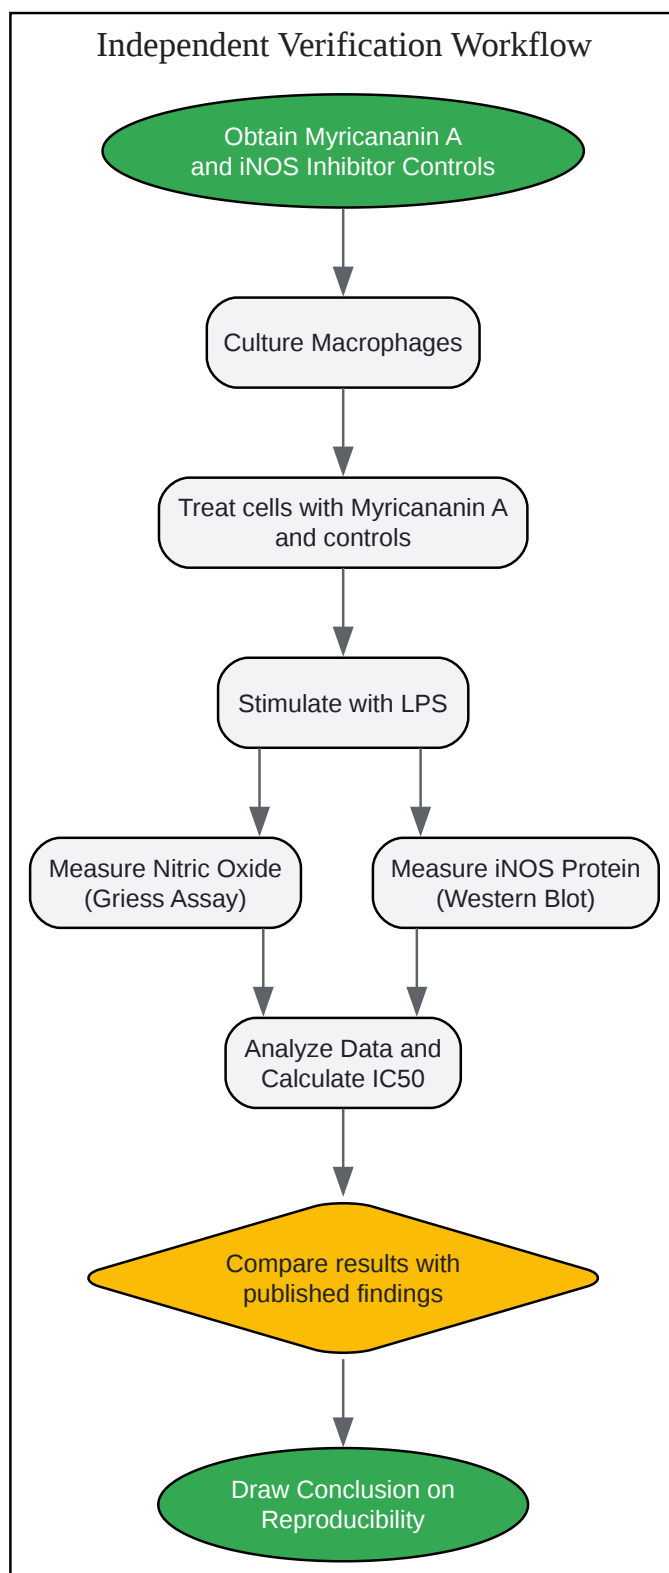 Independent Verification Workflow
Obtain Myricananin A
and iNOS Inhibitor Controls
Culture Macrophages
Treat cells with Myricananin A
and controls
Stimulate with LPS
Measure Nitric Oxide
(Griess Assay)
Measure iNOS Protein
(Western Blot)
Analyze Data and
Calculate IC50
Compare results with
published findings
Draw Conclusion on
Reproducibility